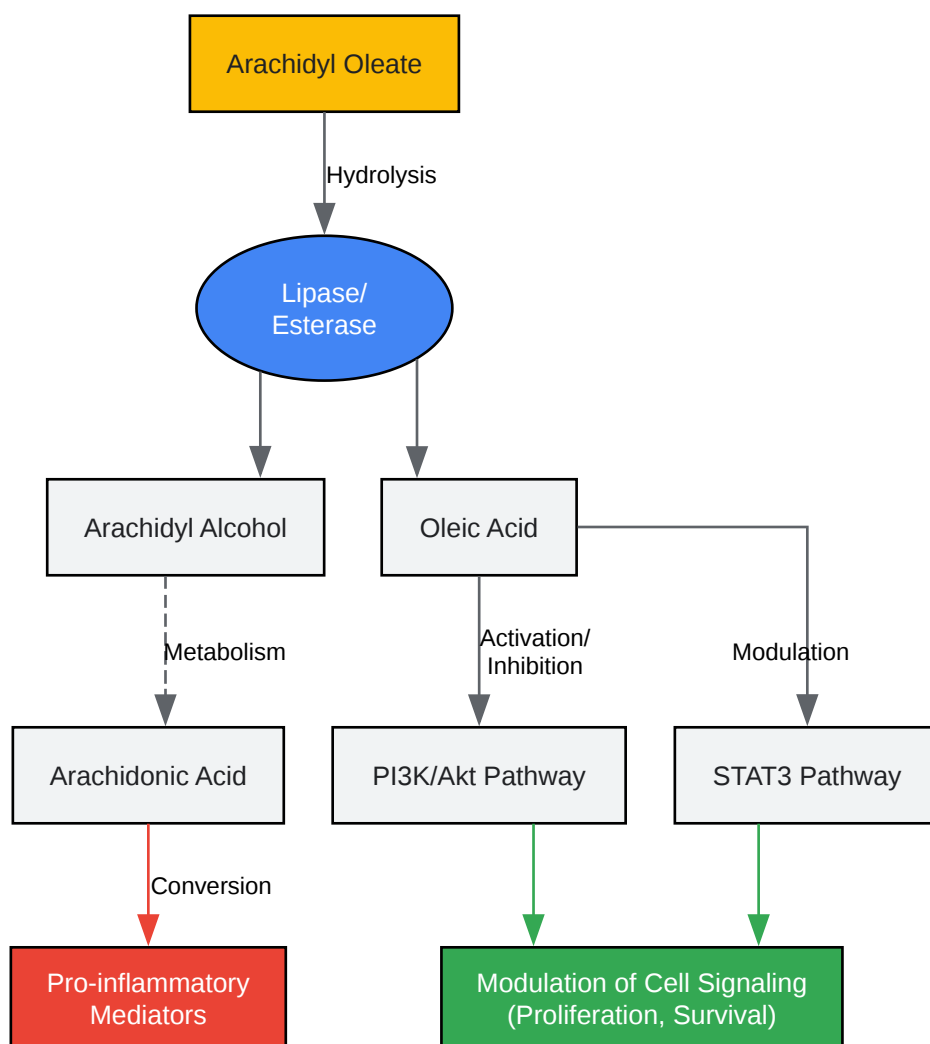 Arachidyl Oleate
Hydrolysis
Lipase/
Esterase
Arachidyl Alcohol
Oleic Acid
Metabolism
Activation/
Inhibition
Modulation
Arachidonic Acid
PI3K/Akt Pathway
STAT3 Pathway
Conversion
Pro-inflammatory
Mediators
Modulation of Cell Signaling
(Proliferation, Survival)